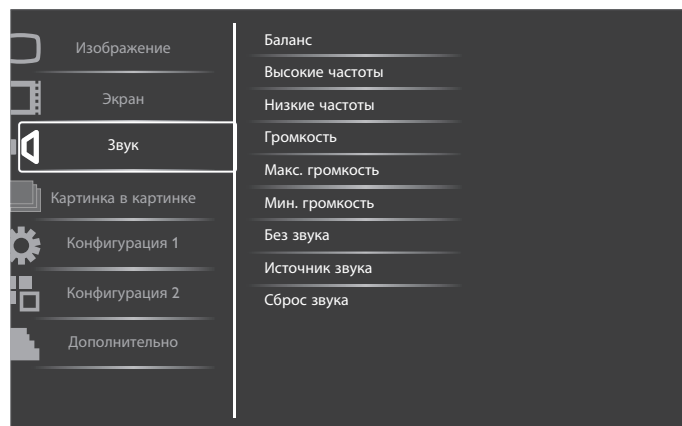 Изображение
Экран
Звук
Картинка в картинке
Конфигурация 1
Конфигурация 2
Дополнительно
Баланс
Высокие частоты
Низкие частоты
Громкость
Макс. громкость
Мин. громкость
Без звука
Источник звука
Сброс звука